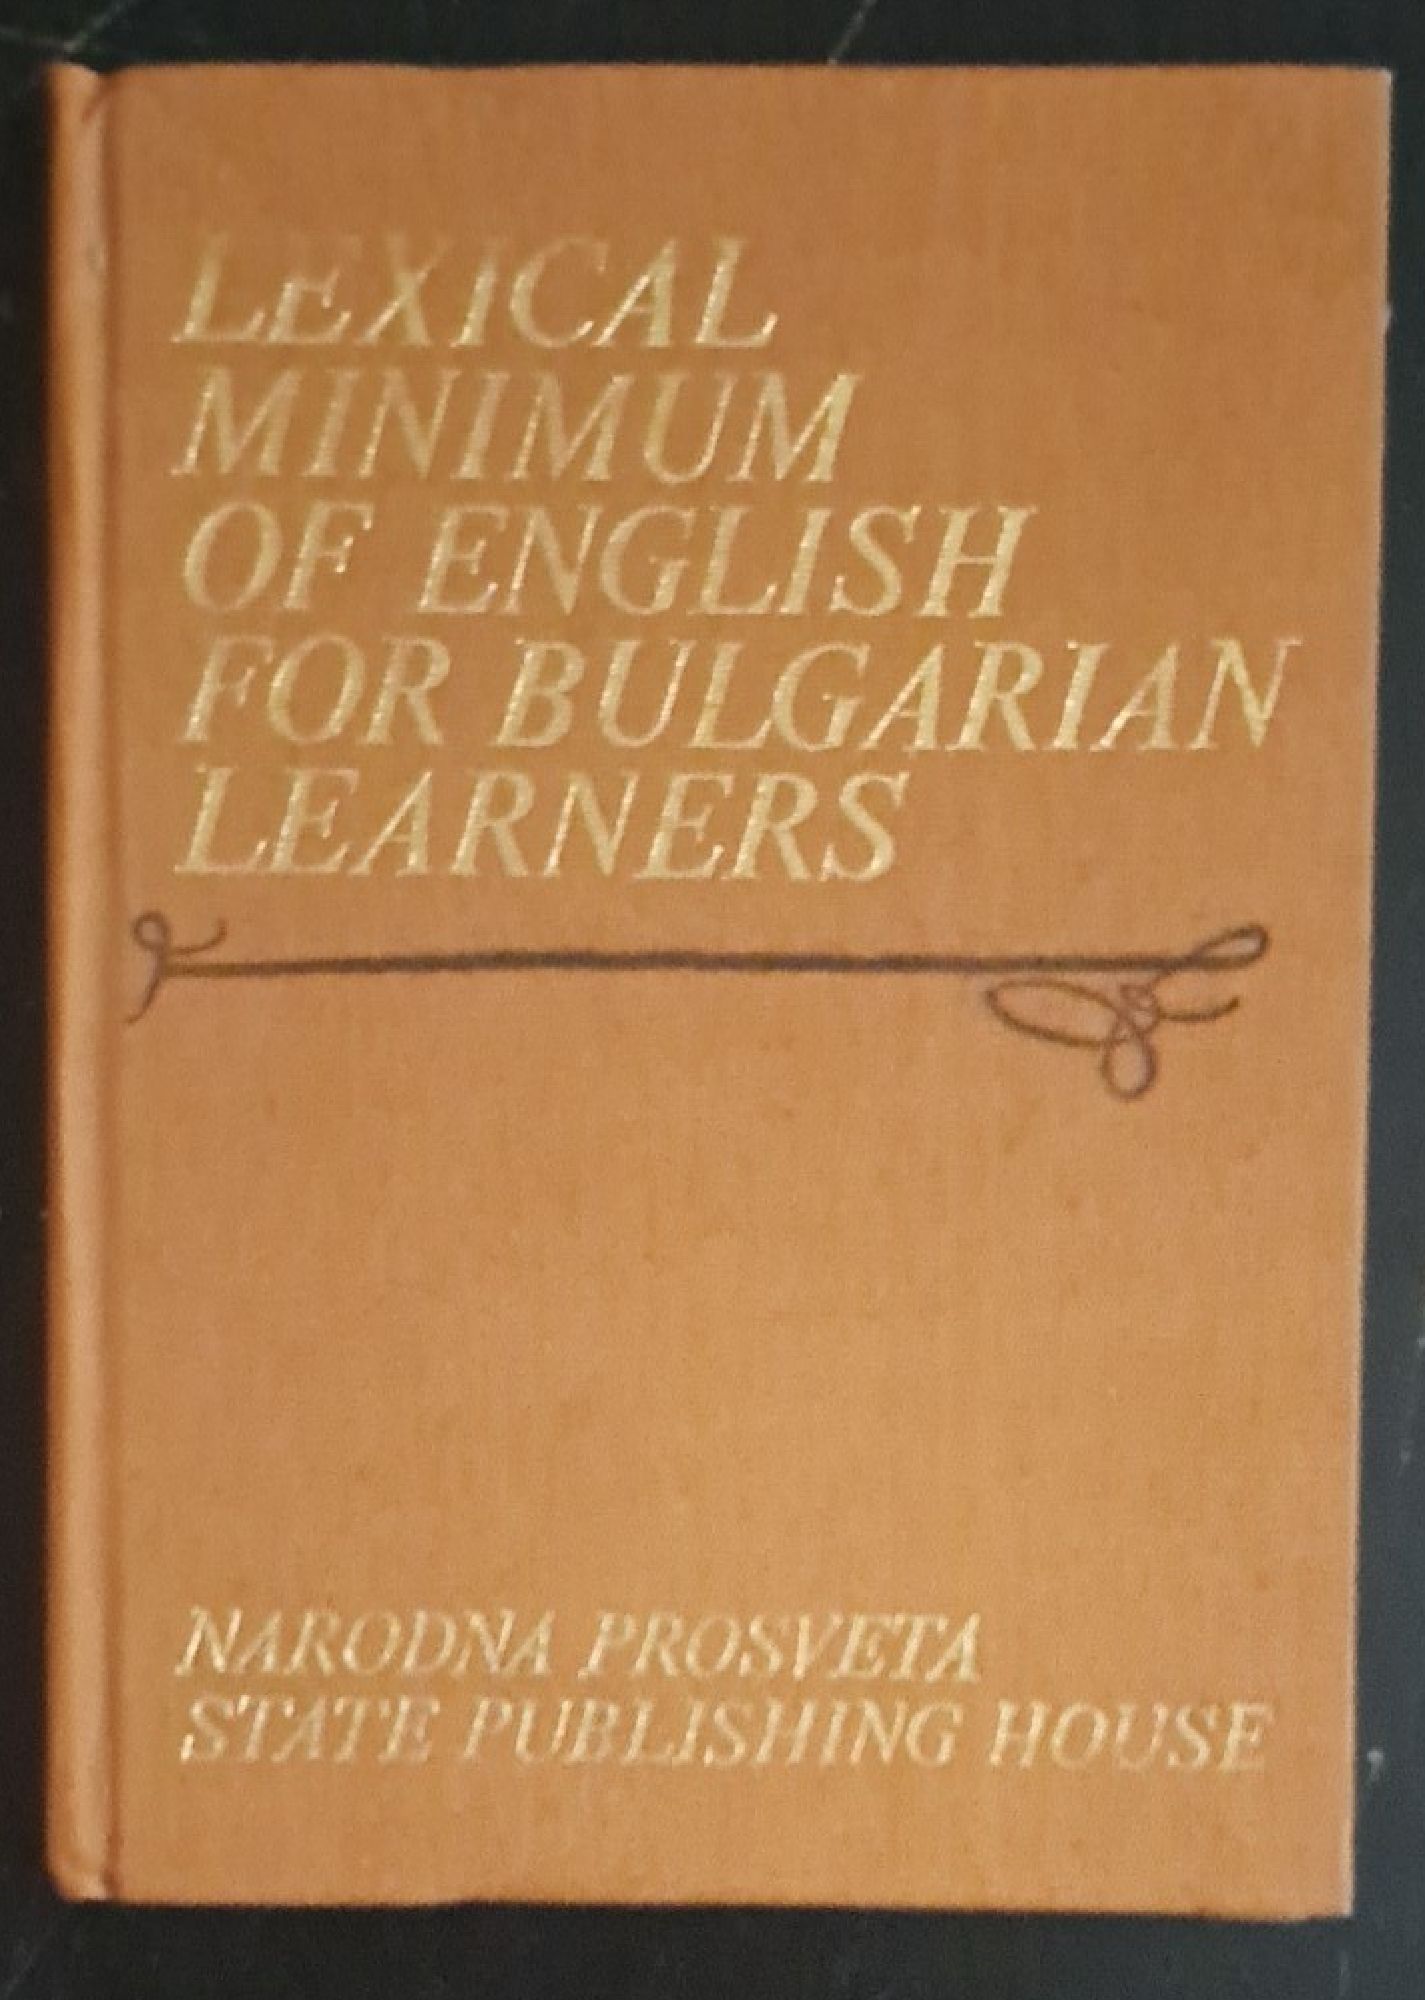 LEXICAL
MINIMUM
OF ENGLISH
FOR BULGARIAN
LEARNERS
NARODNA PROSVETA
STATE PUBLISHING HOUSE